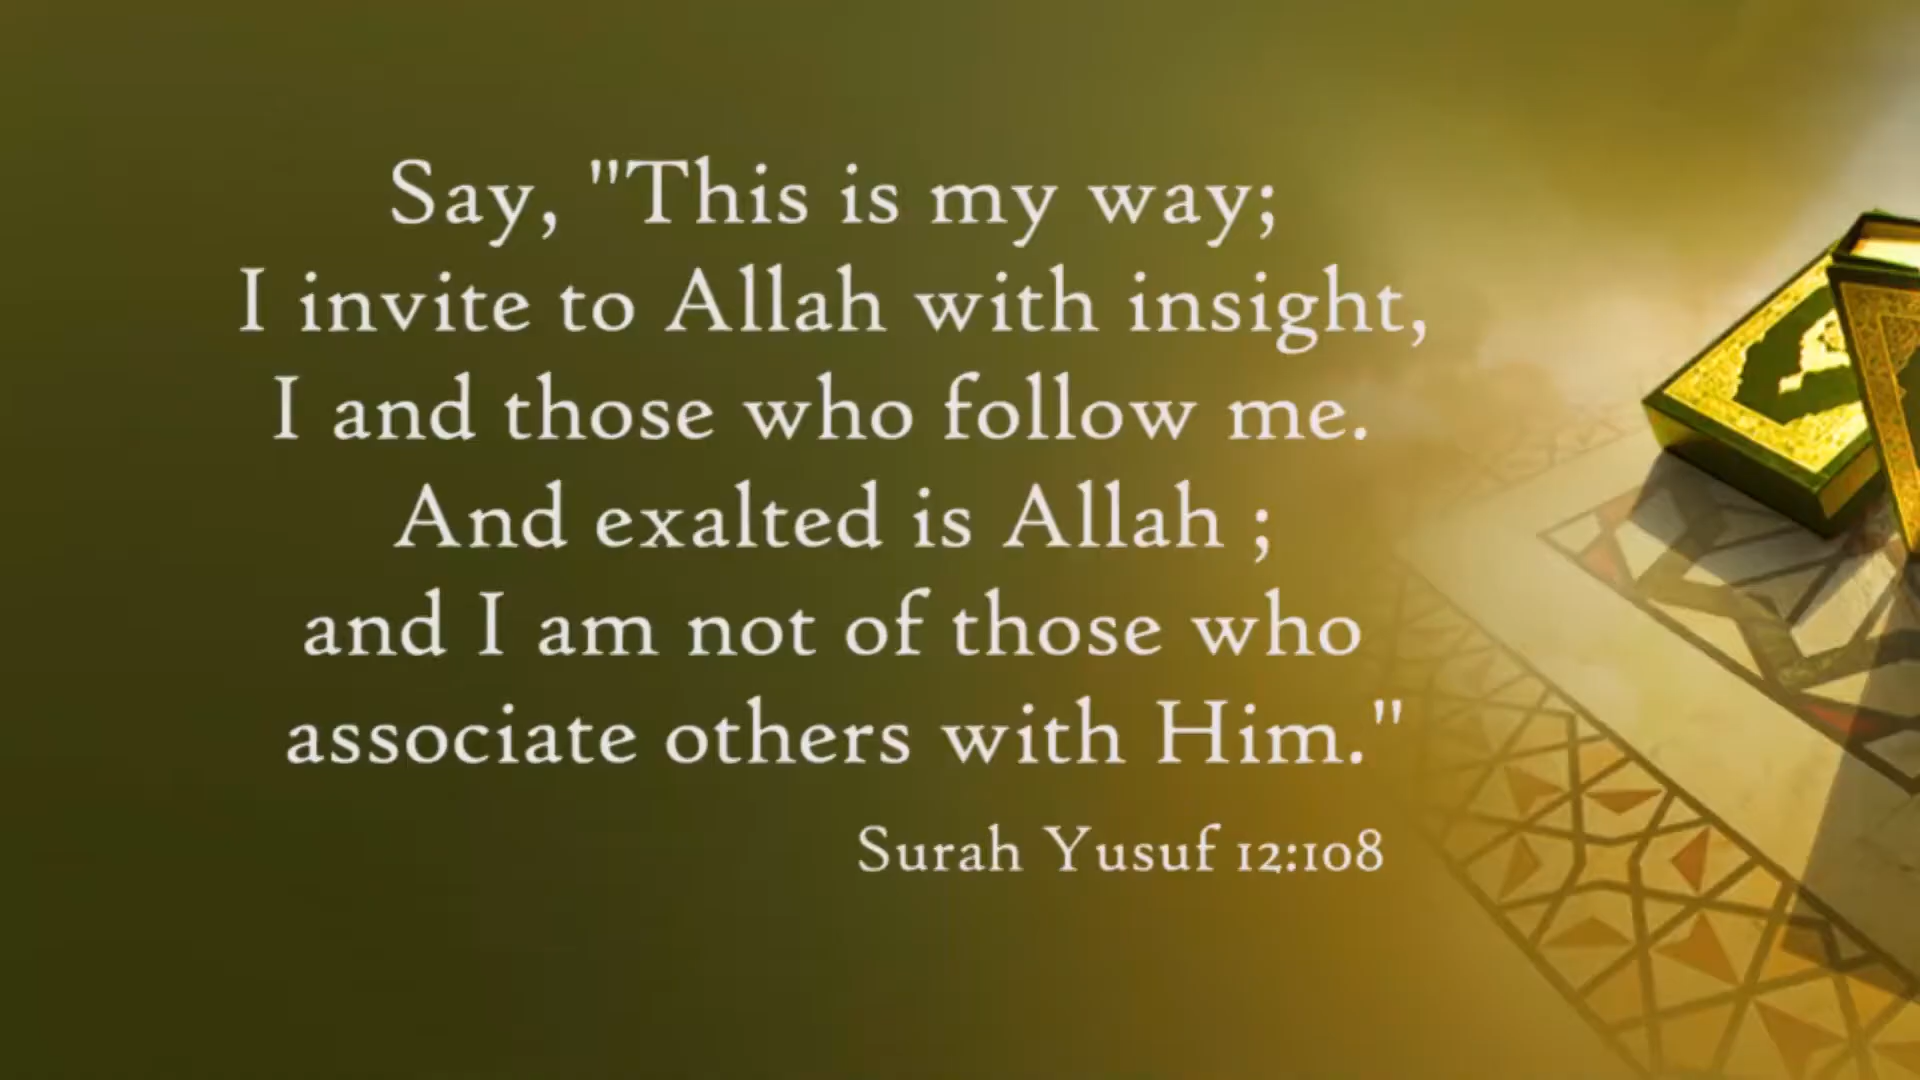 Say, "This is my way;
I invite to Allah with insight,
I and those who follow me.
And exalted is Allah ;
and I am not of those who
associate others with Him."
Surah Yusuf 12:108